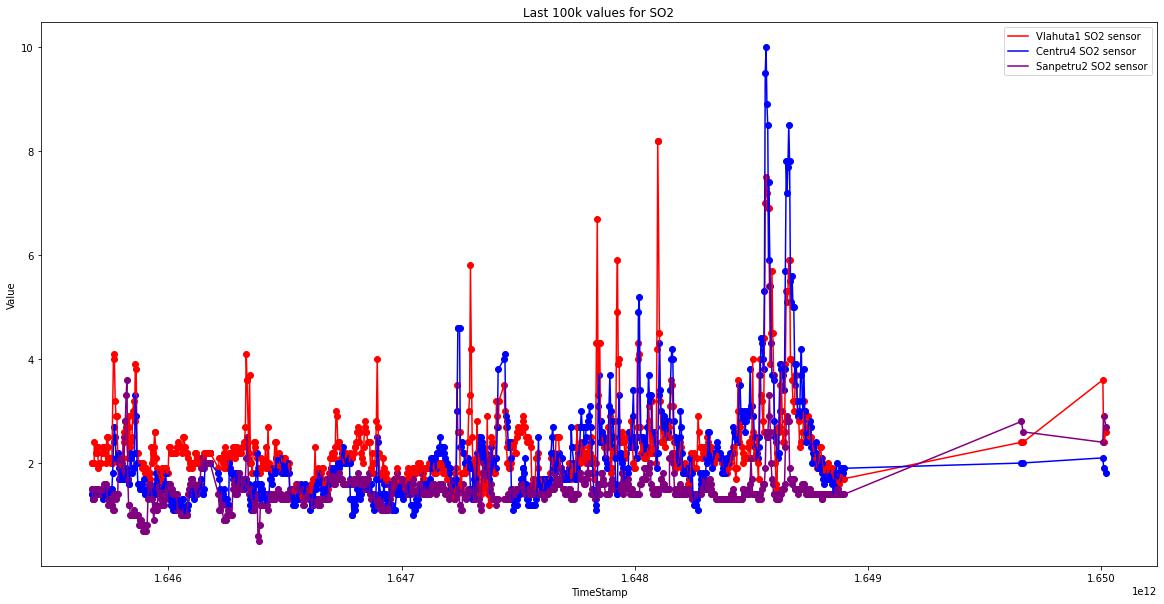 Last 100k values for SO2
Vlahuta1 SO2 sensor
Centru4 SO2 sensor
Sanpetru2 SO2 sensor
10
8
6
4
2
Value
1.646 1.647 1.648 1.649 1.650
1e12
TimeStamp